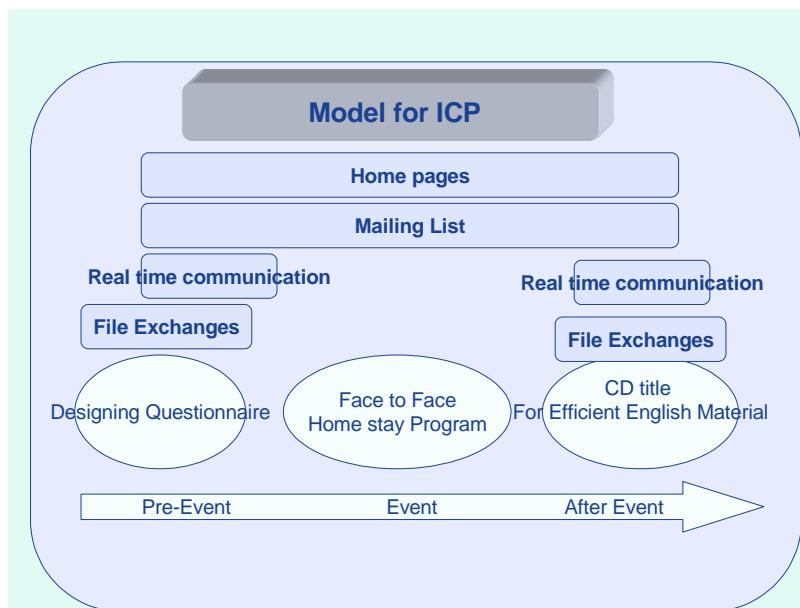 Model for ICP
Home pages
Mailing List
Real time communication
File Exchanges
Real time communication
File Exchanges
Designing Questionnaire
Face to Face
Home stay Program
CD title
For Efficient English Material
Pre-Event
Event
After Event